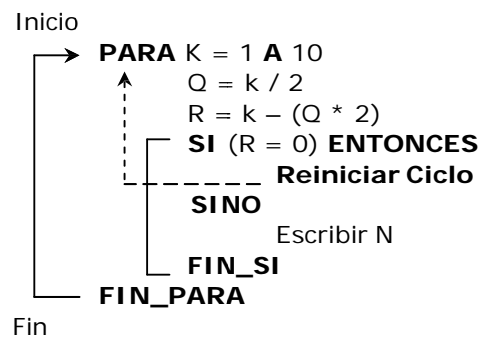 Inicio
PARA K = 1 A 10
Q = k / 2
R = k – (Q * 2)
SI (R = 0) ENTONCES
Reiniciar Ciclo
SINO
Escribir N
FIN_SI
FIN_PARA
Fin